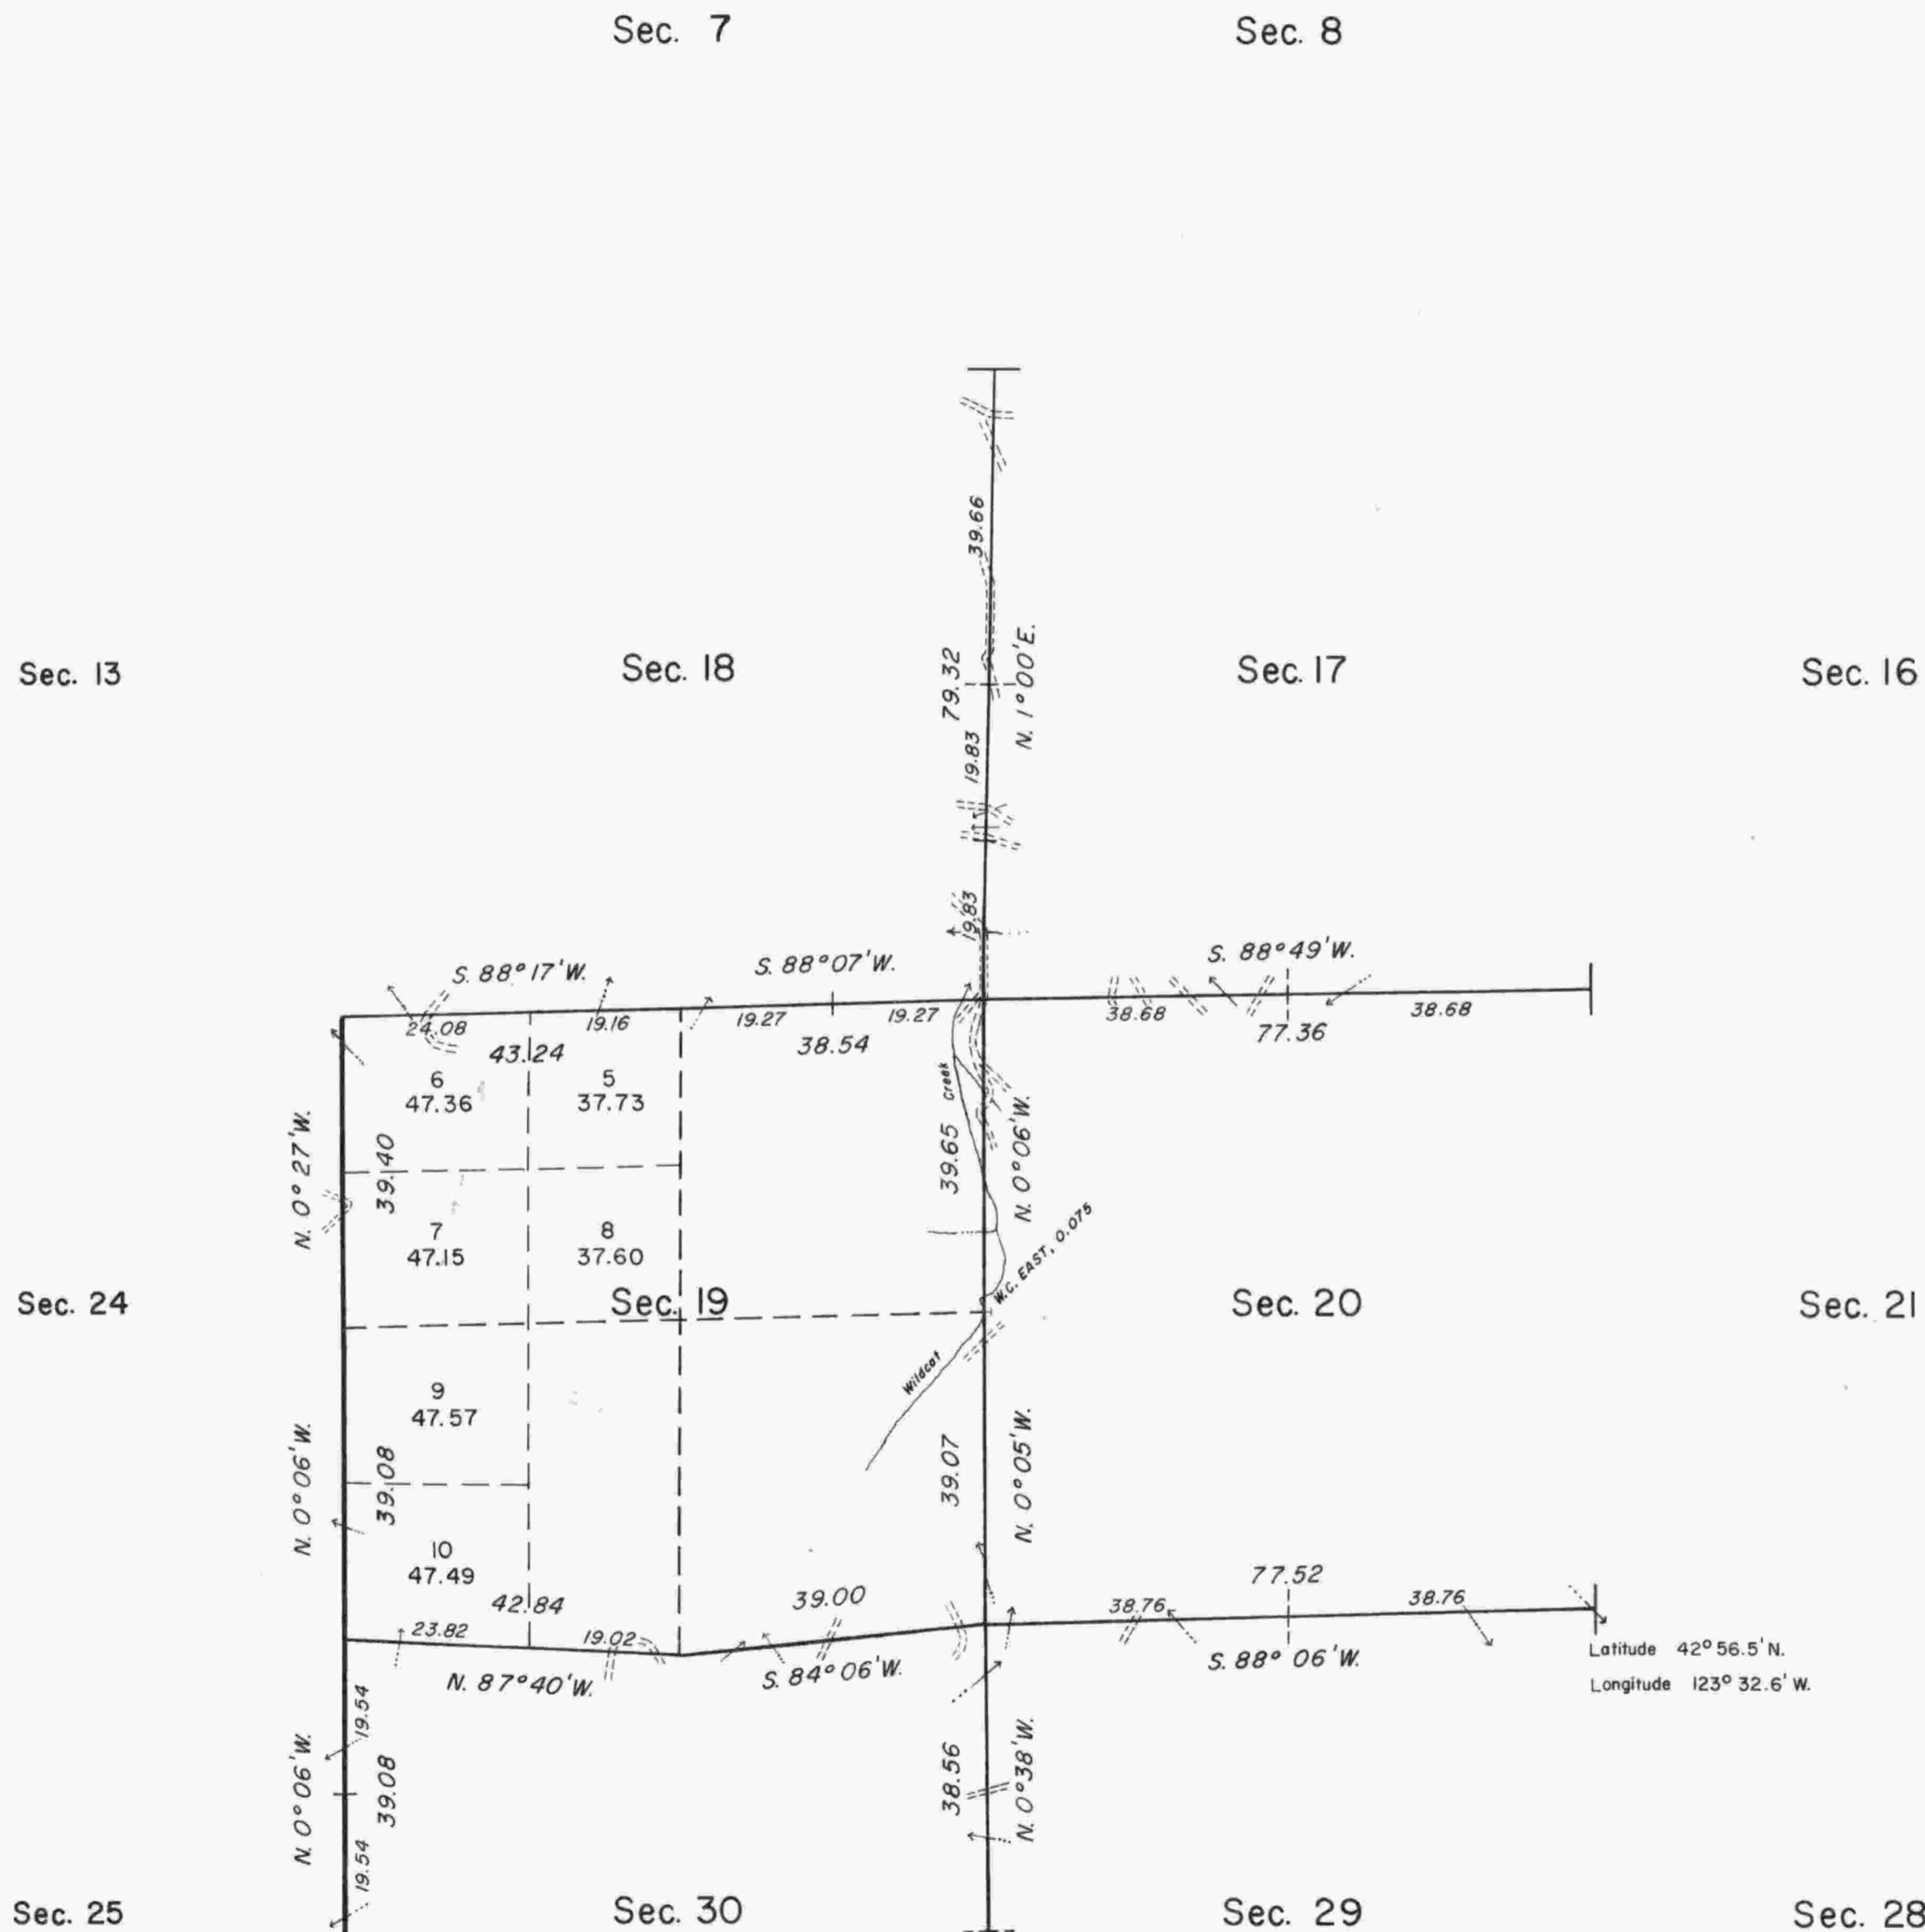 Sec. 7
Sec. 8
39.66
Sec. 13
Sec. 18
79.32
N. 1°00'E.
Sec. 17
Sec. 16
19.83
19.83
S. 88°17'W.
S. 88°07'W.
S. 88°49'W.
24.08
19.16
19.27
19.27
38.68
38.68
43.24
38.54
77.36
6
47.36
5
37.73
Creek
N. 0°27'W.
39.40
39.65
N. 0°06'W.
7
47.15
8
37.60
W.C. EAST, 0.075
Sec. 24
Sec. 19
Sec. 20
Sec. 21
Wildcat
9
47.57
N. 0°06'W.
39.08
39.07
N. 0°05'W.
10
47.49
42.84
39.00
77.52
23.82
19.02
38.76
38.76
N. 87°40'W.
S. 84°06'W.
S. 88°06'W.
Latitude 42°56.5'N.
Longitude 123°32.6'W.
19.54
N. 0°06'W.
39.08
38.56
N. 0°38'W.
19.54
Sec. 25
Sec. 30
Sec. 29
Sec. 28